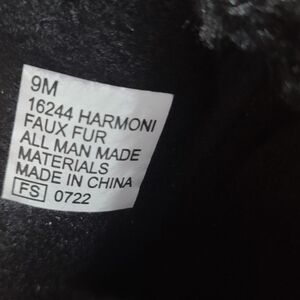 9M
16244 HARMONI
FAUX FUR
ALL MAN MADE
MATERIALS
MADE IN CHINA
FS 0722